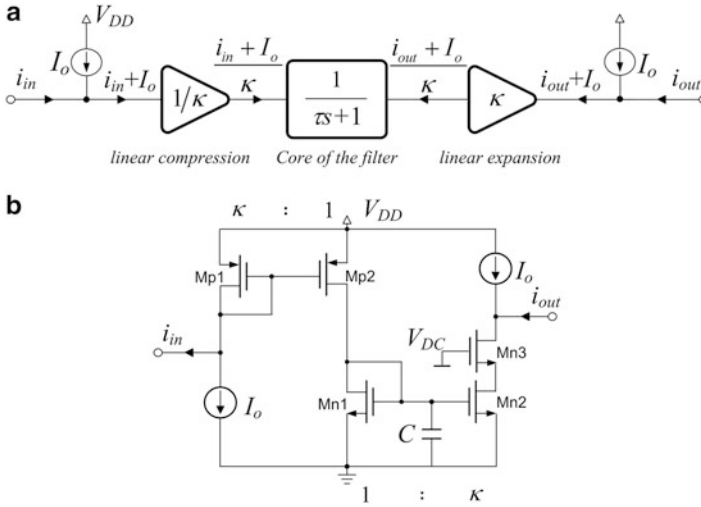 a
V_DD
I_o
i_in
i_in+I_o
1/κ
i_in + I_o
κ
1
τs+1
i_out + I_o
κ
κ
i_out+I_o
I_o
i_out
linear compression
Core of the filter
linear expansion
b
κ : 1
V_DD
Mp1
Mp2
I_o
i_out
i_in
V_DC
Mn3
I_o
Mn1
C
Mn2
1 : κ